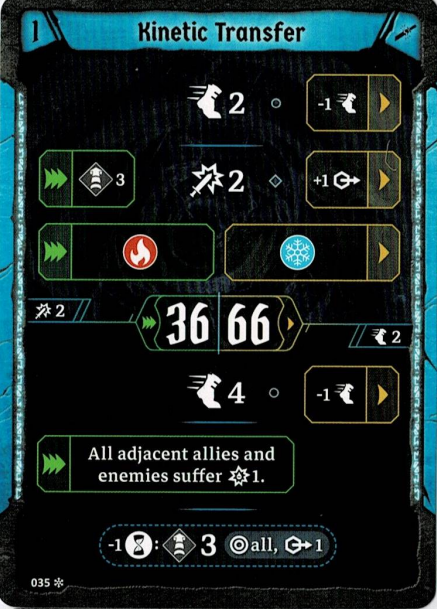 1 Kinetic Transfer
2 -1
3 2 +1
2 36 66 2
4 -1
All adjacent allies and
enemies suffer 1.
-1 : 3 all, 1
035